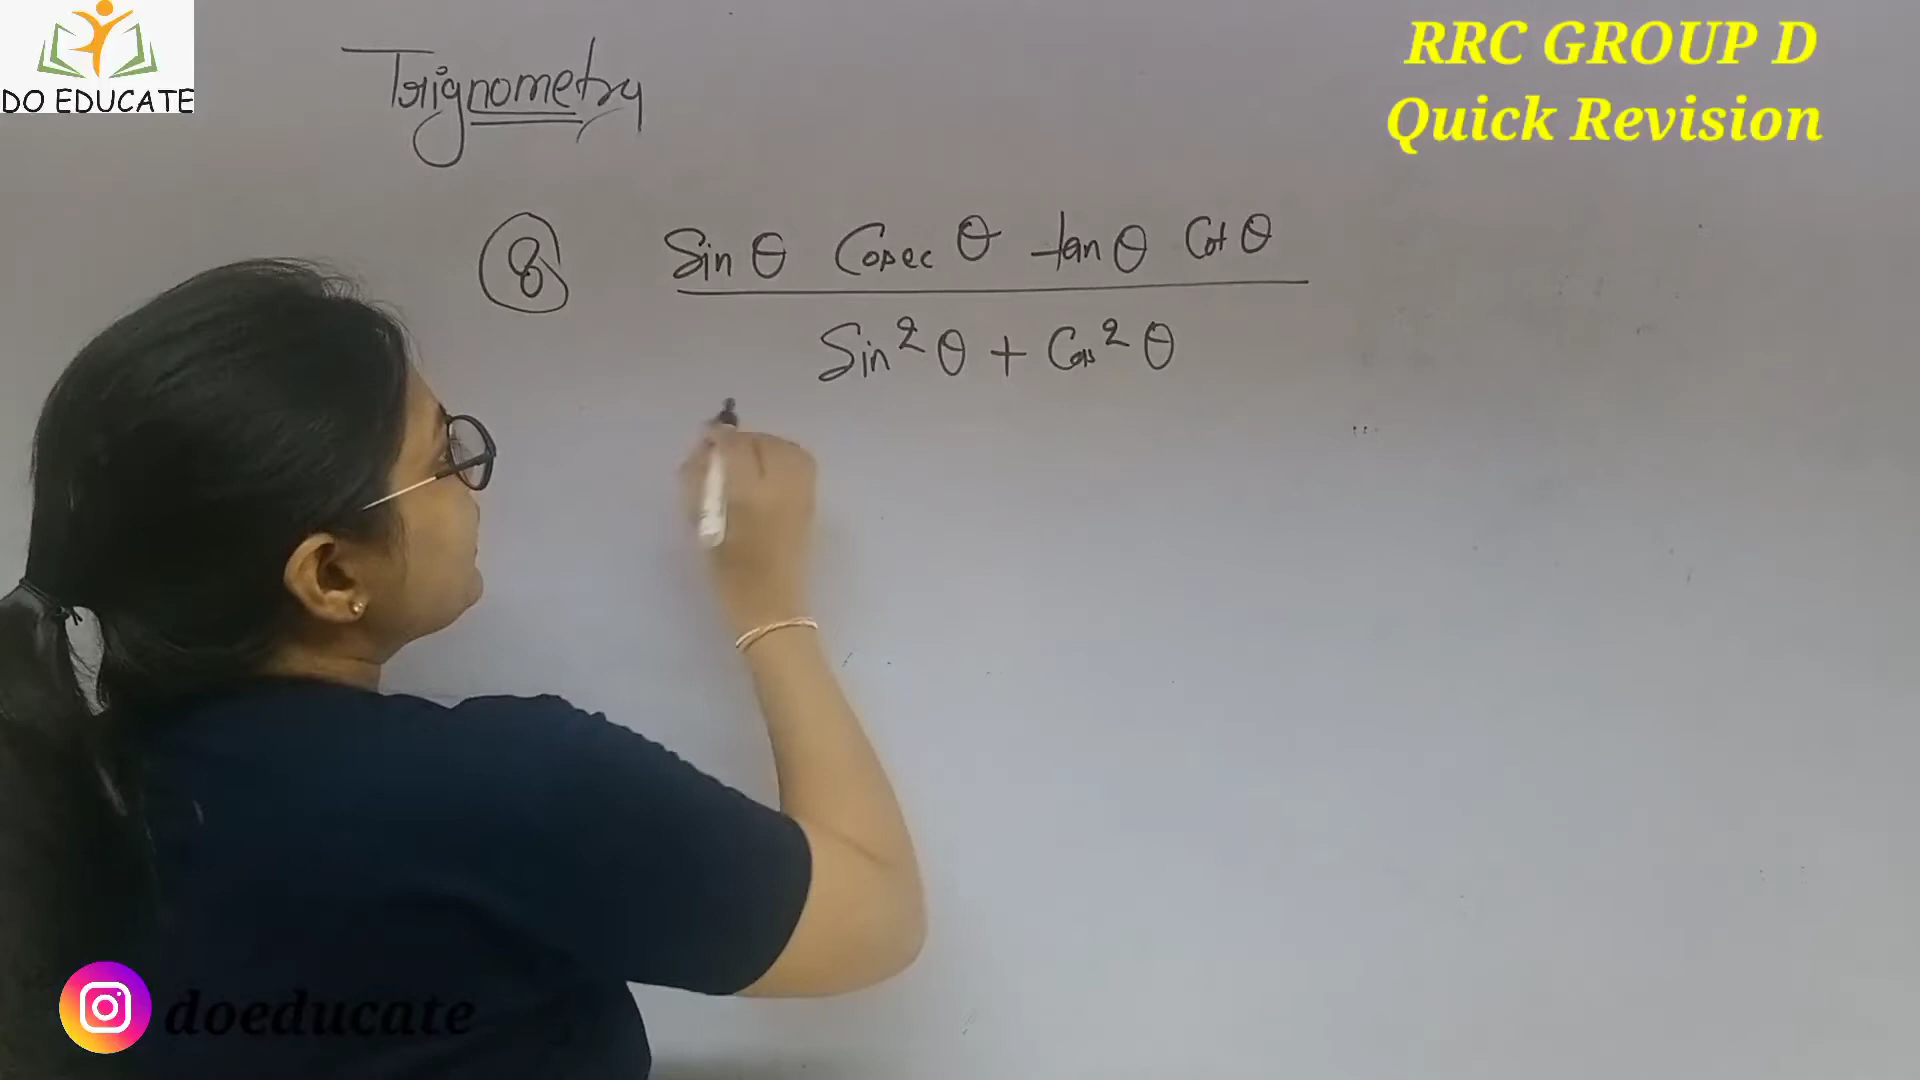 DO EDUCATE
RRC GROUP D
Quick Revision
Trignometry
8 Sin θ Cosec θ tan θ Cot θ
Sin² θ + Cos² θ
doeducate